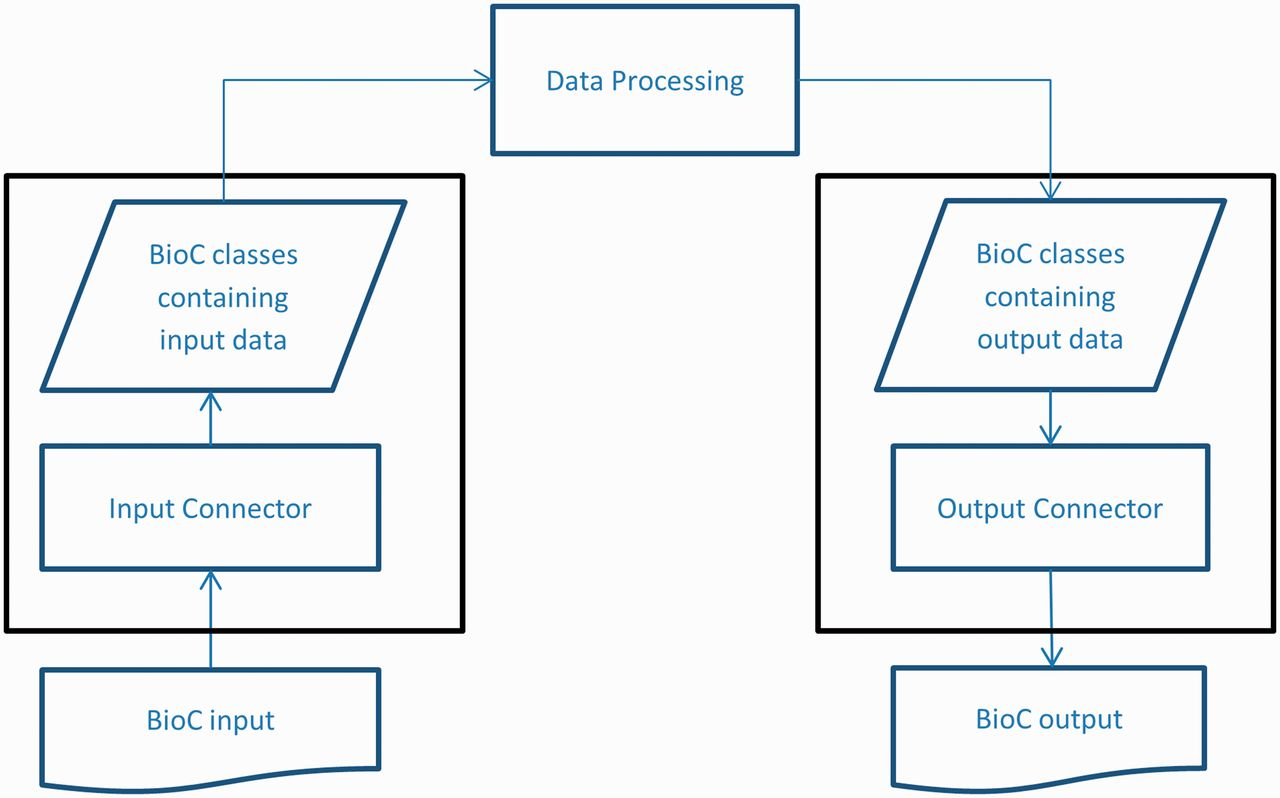 Data Processing
BioC classes
containing
input data
Input Connector
BioC input
BioC classes
containing
output data
Output Connector
BioC output